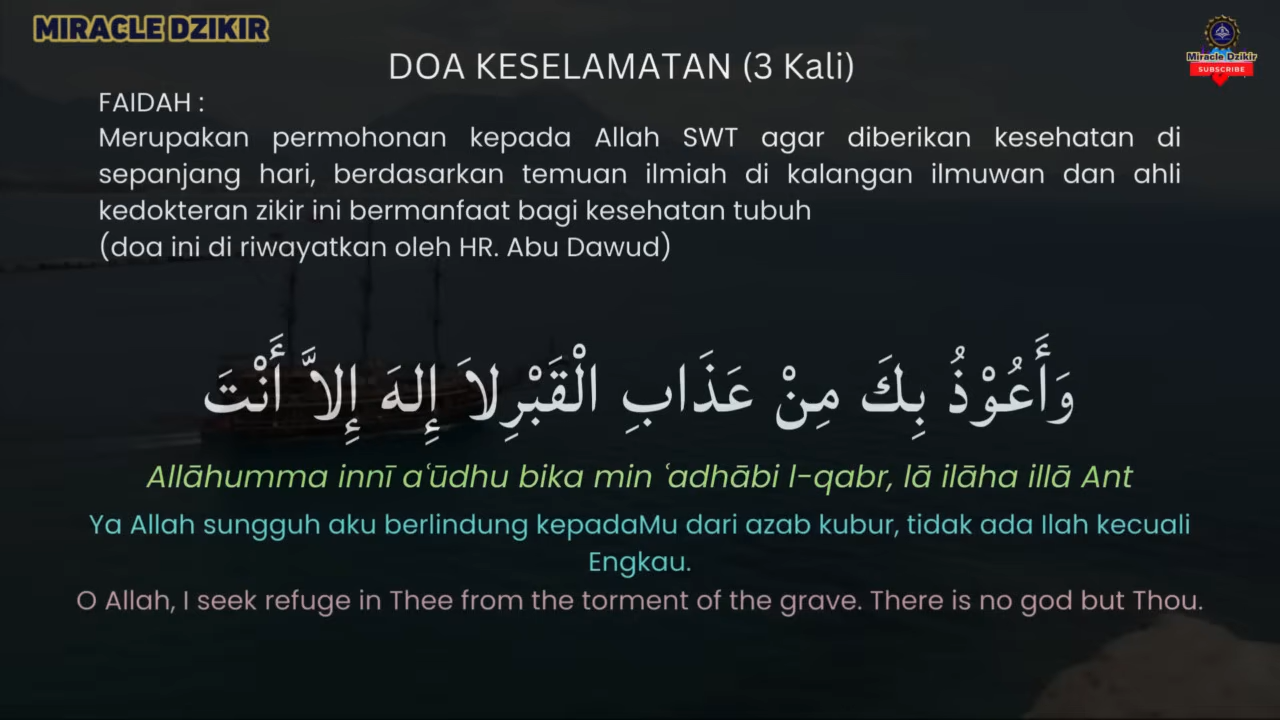 MIRACLE DZIKIR
Miracle Dzikir
SUBSCRIBE
DOA KESELAMATAN (3 Kali)
FAIDAH :
Merupakan permohonan kepada Allah SWT agar diberikan kesehatan di
sepanjang hari, berdasarkan temuan ilmiah di kalangan ilmuwan dan ahli
kedokteran zikir ini bermanfaat bagi kesehatan tubuh
(doa ini di riwayatkan oleh HR. Abu Dawud)
وَأَعُوْذُ بِكَ مِنْ عَذَابِ الْقَبْرِلاَ إِلهَ إِلاَّ أَنْتَ
Allāhumma innī aʿūdhu bika min ʿadhābi l-qabr, lā ilāha illā Ant
Ya Allah sungguh aku berlindung kepadaMu dari azab kubur, tidak ada Ilah kecuali
Engkau.
O Allah, I seek refuge in Thee from the torment of the grave. There is no god but Thou.